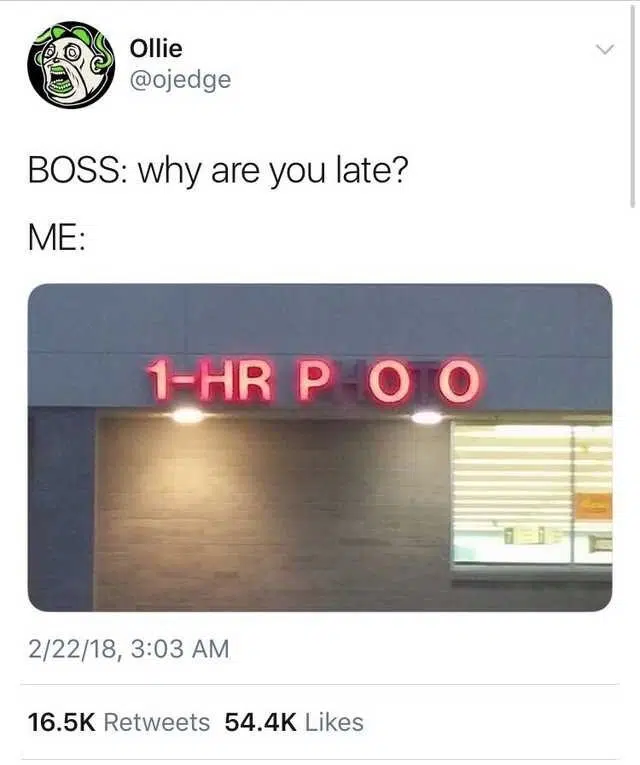 Ollie
@ojedge
BOSS: why are you late?
ME:
1-HR P O O
2/22/18, 3:03 AM
16.5K Retweets 54.4K Likes